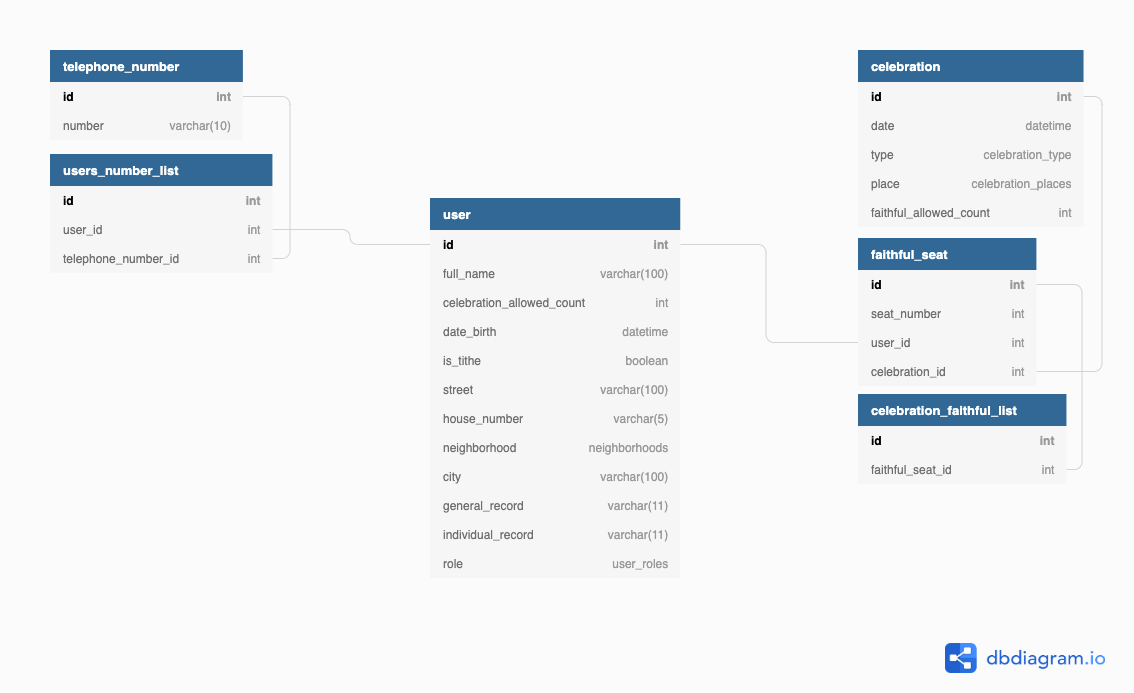 telephone_number
id int
number varchar(10)
users_number_list
id int
user_id int
telephone_number_id int
user
id int
full_name varchar(100)
celebration_allowed_count int
date_birth datetime
is_tithe boolean
street varchar(100)
house_number varchar(5)
neighborhood neighborhoods
city varchar(100)
general_record varchar(11)
individual_record varchar(11)
role user_roles
celebration
id int
date datetime
type celebration_type
place celebration_places
faithful_allowed_count int
faithful_seat
id int
seat_number int
user_id int
celebration_id int
celebration_faithful_list
id int
faithful_seat_id int
dbdiagram.io